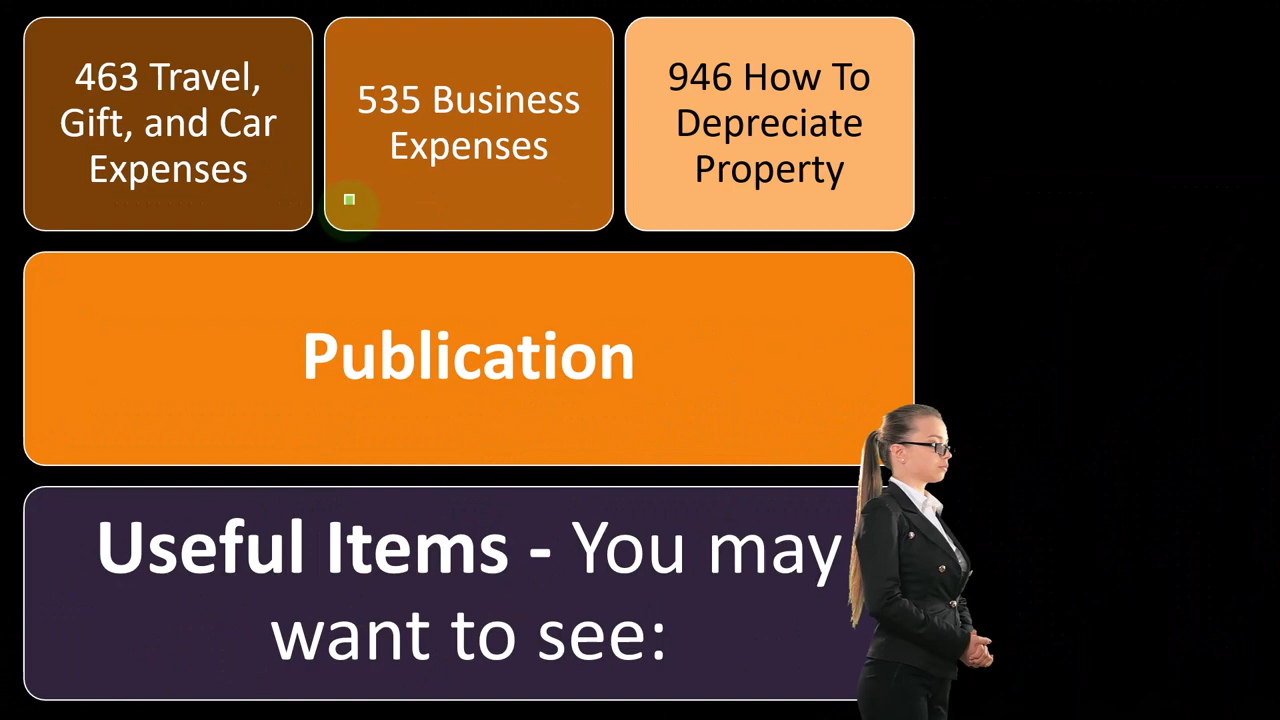 463 Travel,
Gift, and Car
Expenses
535 Business
Expenses
946 How To
Depreciate
Property
Publication
Useful Items - You may
want to see: